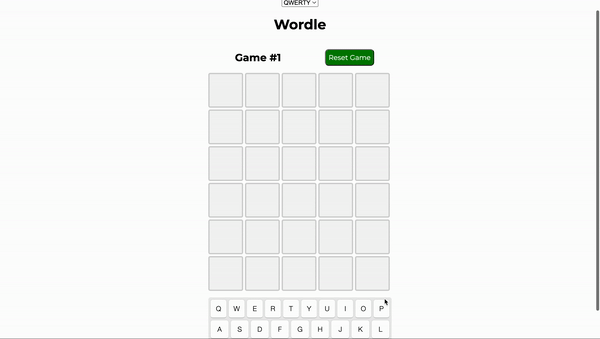 QWERTY
Wordle
Game #1 Reset Game
Q W E R T Y U I O P
A S D F G H J K L